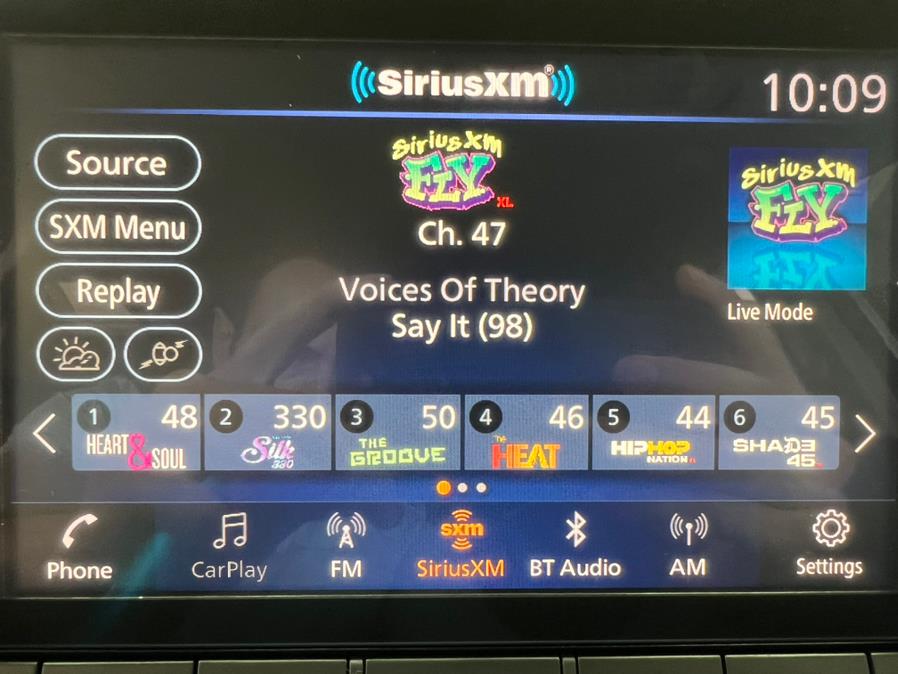 SiriusXM®
10:09
Source
SXM Menu
Replay
SiriusXM
FLY
XL
Ch. 47
Voices Of Theory
Say It (98)
SiriusXM
FLY
Live Mode
1 48
HEART & SOUL
2 330
Silk
330
3 50
THE
GROOVE
4 46
THE
HEAT
5 44
HIPHOP
NATION
6 45
SHADE
45
Phone
CarPlay
FM
sxm
SiriusXM
BT Audio
AM
Settings